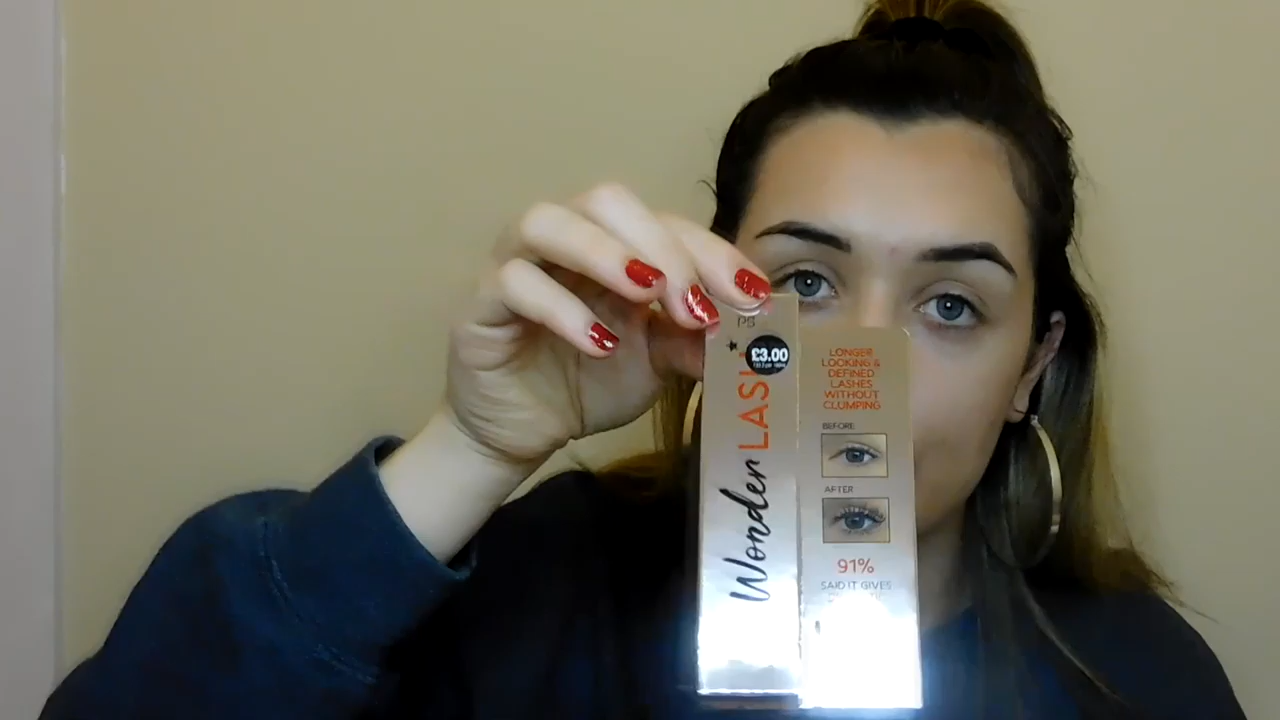 PS
£3.00
Wonder LASH
LONGER
LOOKING &
DEFINED
LASHES
WITHOUT
CLUMPING
BEFORE
AFTER
91%
SAID IT GIVES